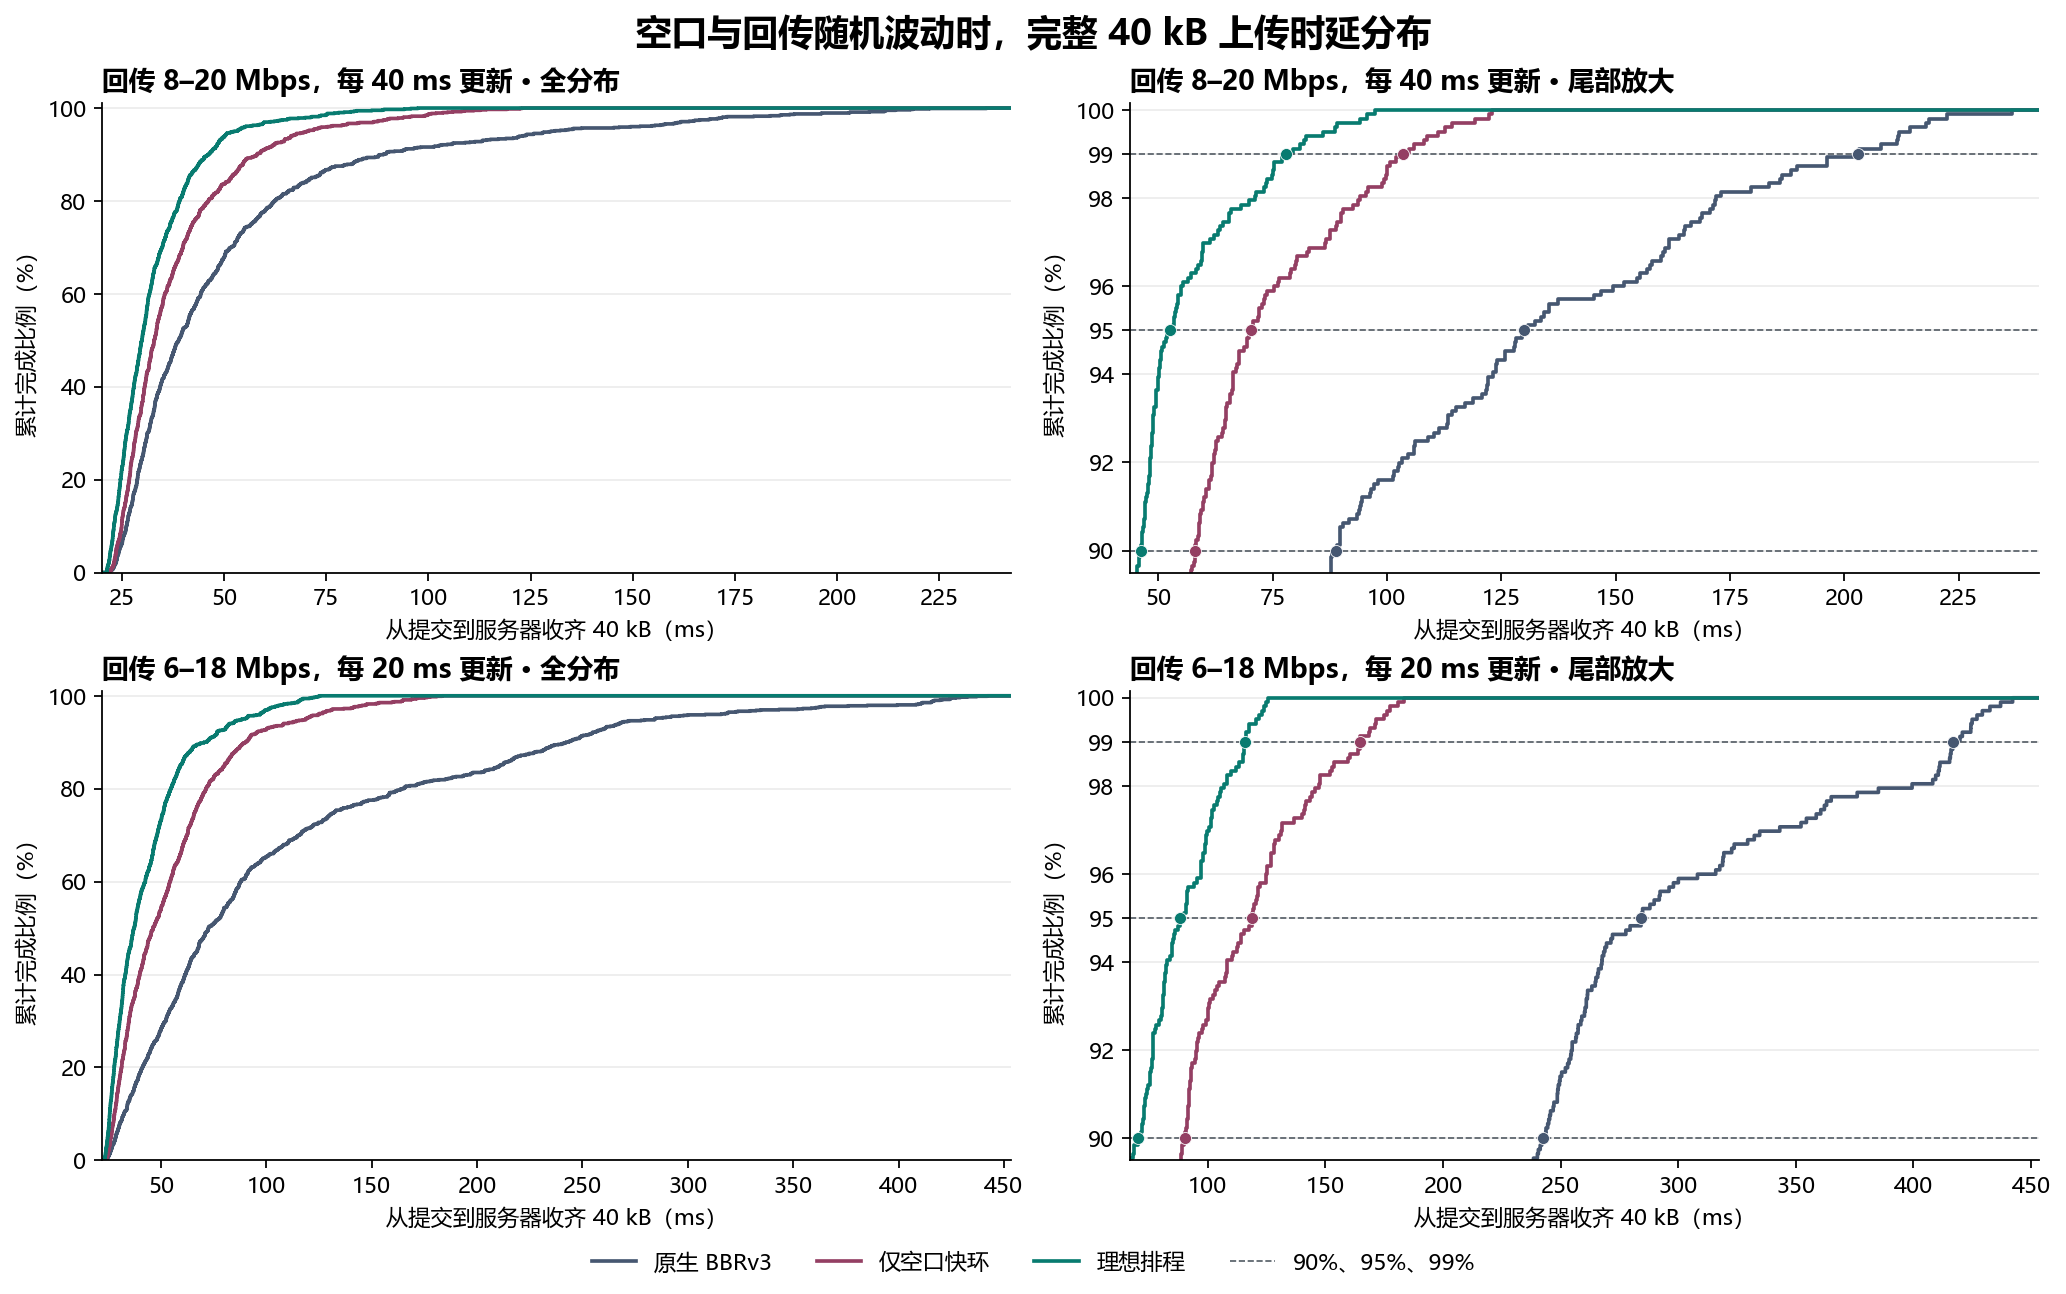 空口与回传随机波动时，完整 40 kB 上传时延分布
回传 8–20 Mbps，每 40 ms 更新 • 全分布
累计完成比例（%）
100
80
60
40
20
0
25 50 75 100 125 150 175 200 225
从提交到服务器收齐 40 kB（ms）
回传 8–20 Mbps，每 40 ms 更新 • 尾部放大
累计完成比例（%）
100
99
98
96
95
94
92
90
50 75 100 125 150 175 200 225
从提交到服务器收齐 40 kB（ms）
回传 6–18 Mbps，每 20 ms 更新 • 全分布
累计完成比例（%）
100
80
60
40
20
0
50 100 150 200 250 300 350 400 450
从提交到服务器收齐 40 kB（ms）
回传 6–18 Mbps，每 20 ms 更新 • 尾部放大
累计完成比例（%）
100
99
98
96
95
94
92
90
100 150 200 250 300 350 400 450
从提交到服务器收齐 40 kB（ms）
原生 BBRv3 仅空口快环 理想排程 90%、95%、99%